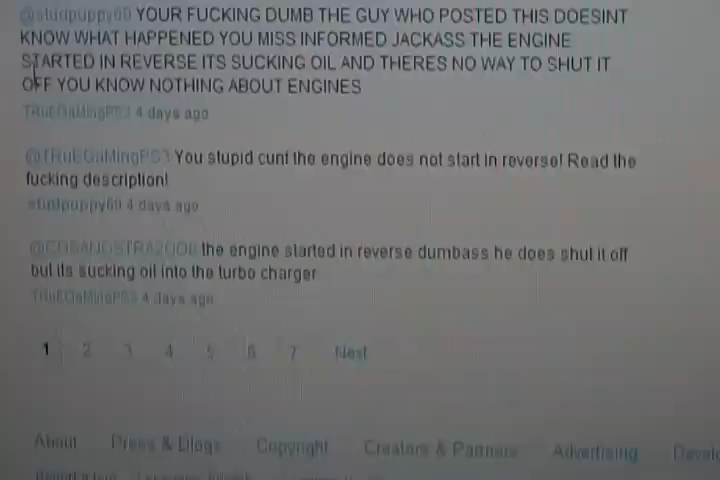 @studpuppy69 YOUR FUCKING DUMB THE GUY WHO POSTED THIS DOESINT
KNOW WHAT HAPPENED YOU MISS INFORMED JACKASS THE ENGINE
STARTED IN REVERSE ITS SUCKING OIL AND THERES NO WAY TO SHUT IT
OFF YOU KNOW NOTHING ABOUT ENGINES
TRuEGaMingPS3 4 days ago
@TRuEGaMingPS3 You stupid cunt the engine does not start in reverse! Read the
fucking description!
studpuppy69 4 days ago
the engine started in reverse dumbass he does shut it off
but its sucking oil into the turbo charger
TRuEGaMingPS3 4 days ago
1 2 3 4 5 6 7 Next
About Press & Blogs Copyright Creators & Partners Advertising